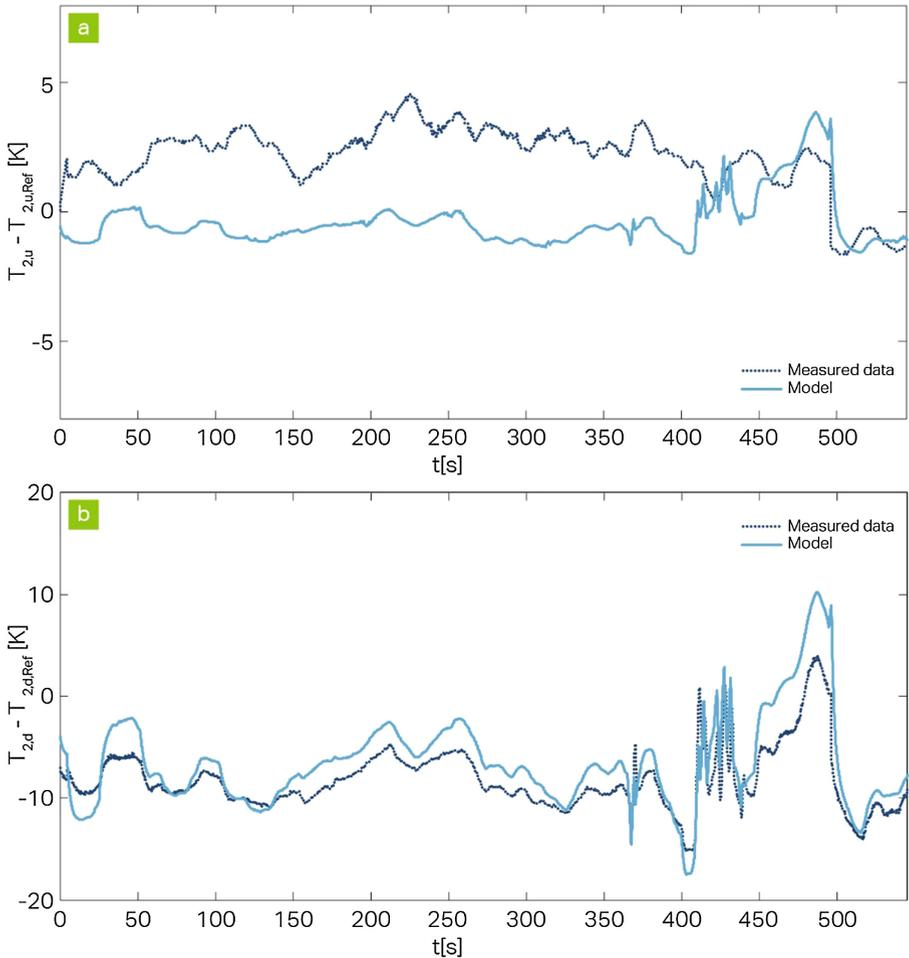 a
5
0
-5
T2,u - T2,u,Ref [K]
Measured data
Model
0 50 100 150 200 250 300 350 400 450 500
t[s]
b
20
10
0
-10
-20
T2,d - T2,d,Ref [K]
Measured data
Model
0 50 100 150 200 250 300 350 400 450 500
t[s]